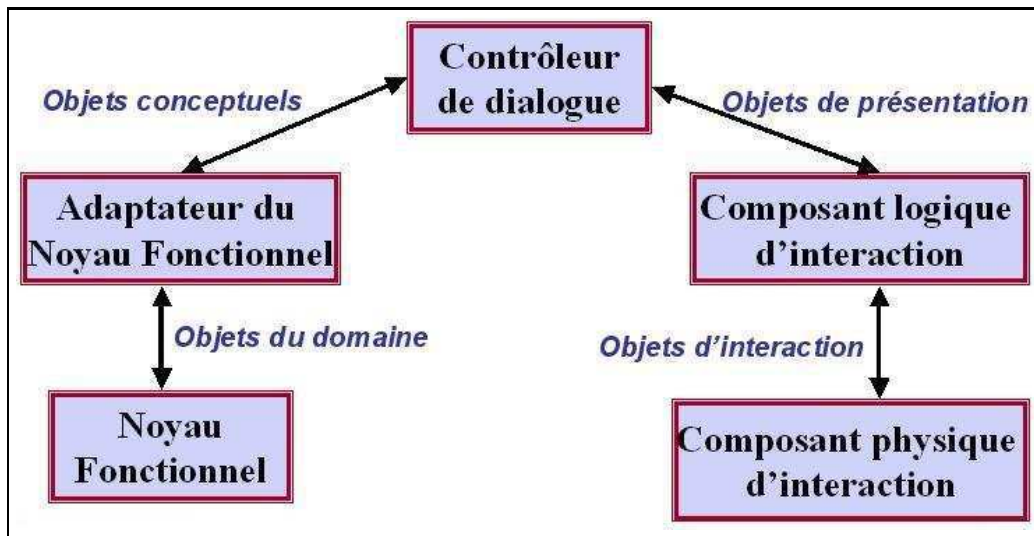 Contrôleur
de dialogue
Objets conceptuels
Objets de présentation
Adaptateur du
Noyau Fonctionnel
Composant logique
d’interaction
Objets du domaine
Objets d’interaction
Noyau
Fonctionnel
Composant physique
d’interaction